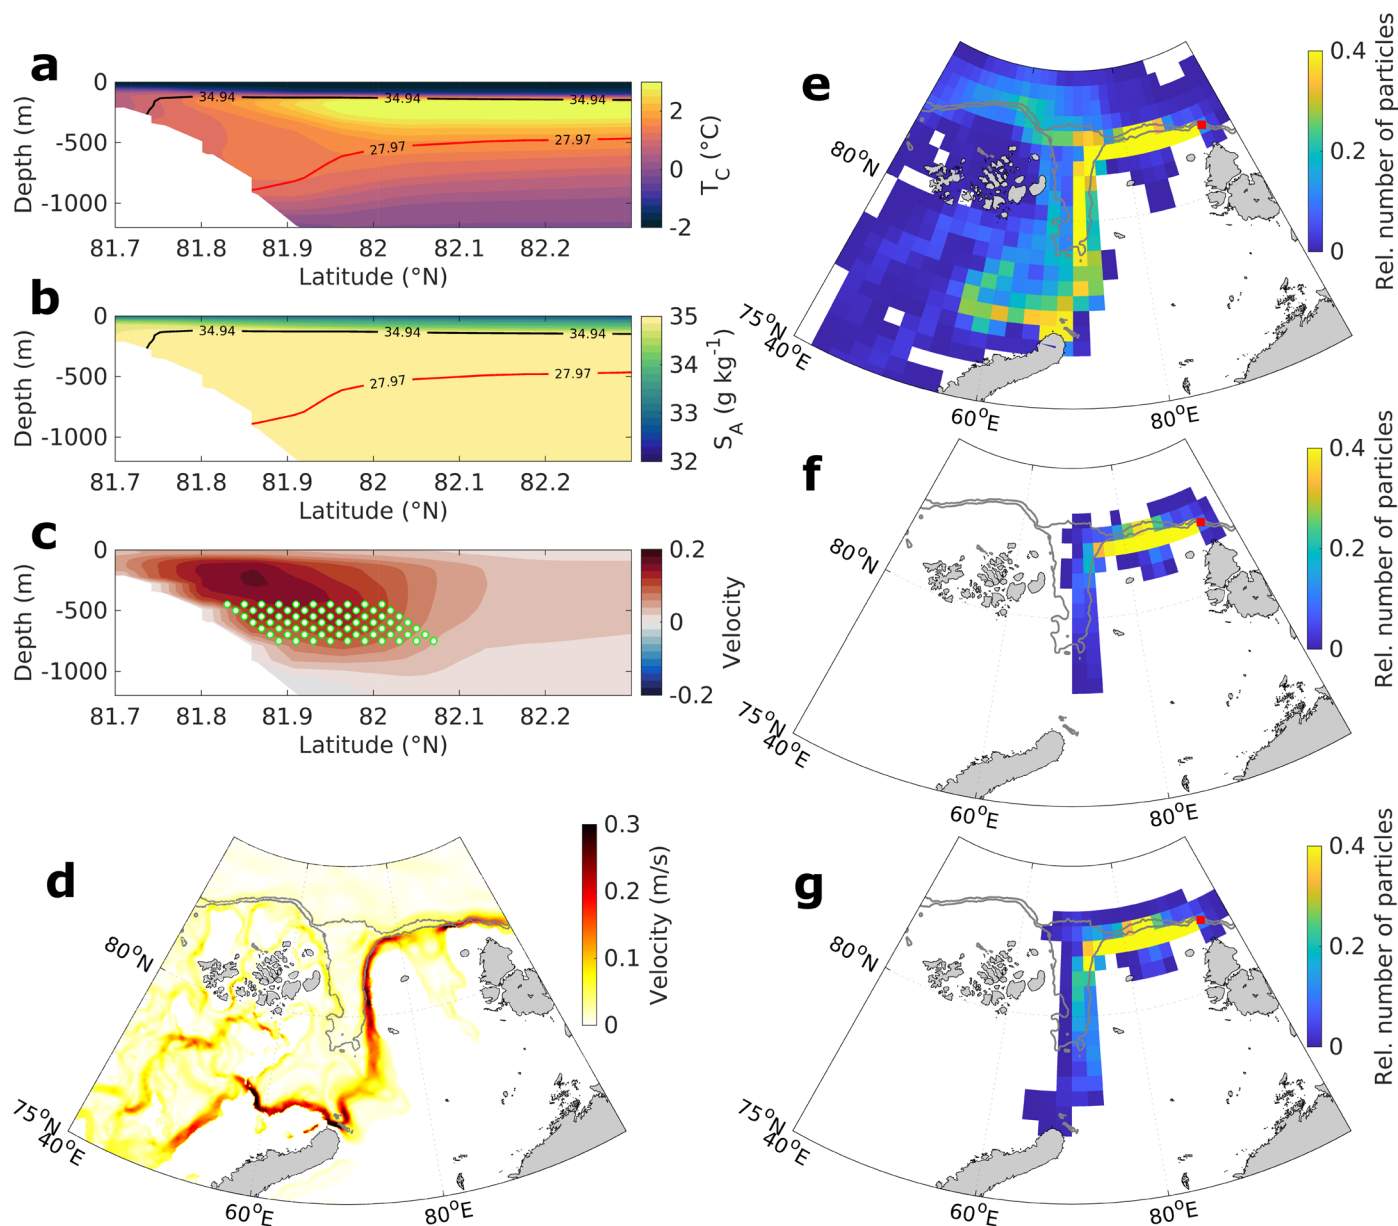 a
0
-500
-1000
Depth (m)
34.94
34.94
34.94
27.97
27.97
81.7
81.8
81.9
82
82.1
82.2
Latitude (°N)
2
0
-2
T_C (°C)
b
0
-500
-1000
Depth (m)
34.94
34.94
34.94
27.97
27.97
81.7
81.8
81.9
82
82.1
82.2
Latitude (°N)
35
34
33
32
S_A (g kg⁻¹)
c
0
-500
-1000
Depth (m)
81.7
81.8
81.9
82
82.1
82.2
Latitude (°N)
0.2
0
-0.2
Velocity
d
80°N
75°N
40°E
60°E
80°E
0.3
0.2
0.1
0
Velocity (m/s)
e
80°N
75°N
40°E
60°E
80°E
0.4
0.2
0
Rel. number of particles
f
80°N
75°N
40°E
60°E
80°E
0.4
0.2
0
Rel. number of particles
g
80°N
75°N
40°E
60°E
80°E
0.4
0.2
0
Rel. number of particles